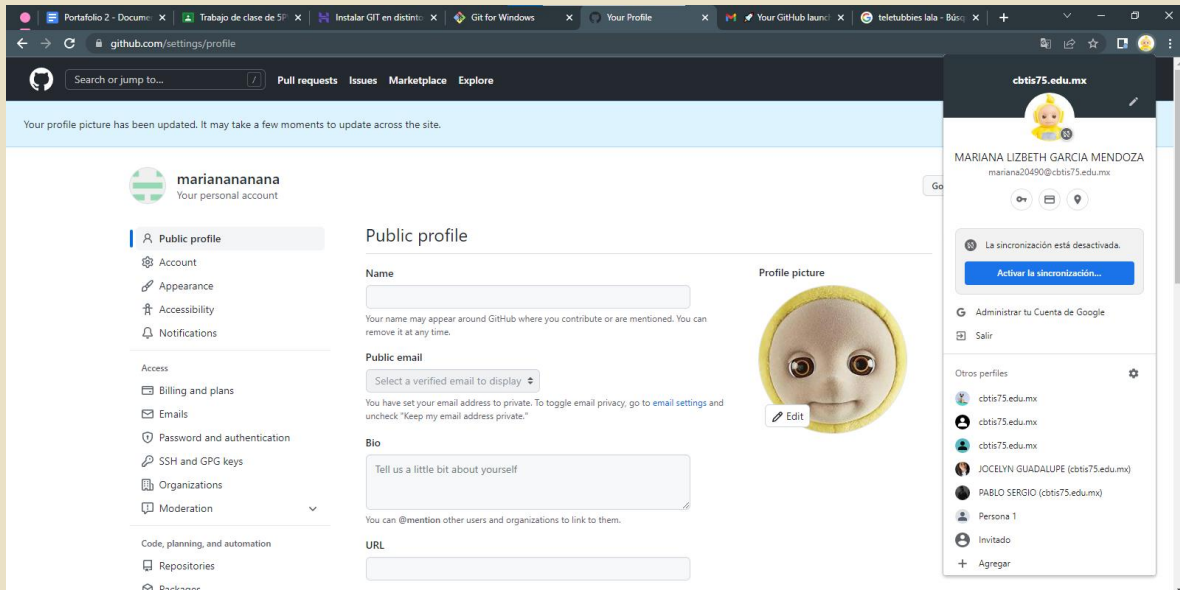 Portafolio 2 - Documen
Trabajo de clase de 5P
Instalar GIT en distinto
Git for Windows
Your Profile
Your GitHub launc
teletubbies lala - Búsq
github.com/settings/profile
Search or jump to...
/
Pull requests Issues Marketplace Explore
Your profile picture has been updated. It may take a few moments to update across the site.
mariananananana
Your personal account
Go
Public profile
Account
Appearance
Accessibility
Notifications
Access
Billing and plans
Emails
Password and authentication
SSH and GPG keys
Organizations
Moderation
Code, planning, and automation
Repositories
Packages
Public profile
Name
Your name may appear around GitHub where you contribute or are mentioned. You can
remove it at any time.
Public email
Select a verified email to display
You have set your email address to private. To toggle email privacy, go to email settings and
uncheck "Keep my email address private."
Bio
Tell us a little bit about yourself
You can @mention other users and organizations to link to them.
URL
Profile picture
Edit
cbtis75.edu.mx
MARIANA LIZBETH GARCIA MENDOZA
mariana20490@cbtis75.edu.mx
La sincronización está desactivada.
Activar la sincronización...
Administrar tu Cuenta de Google
Salir
Otros perfiles
cbtis75.edu.mx
cbtis75.edu.mx
cbtis75.edu.mx
JOCELYN GUADALUPE (cbtis75.edu.mx)
PABLO SERGIO (cbtis75.edu.mx)
Persona 1
Invitado
Agregar